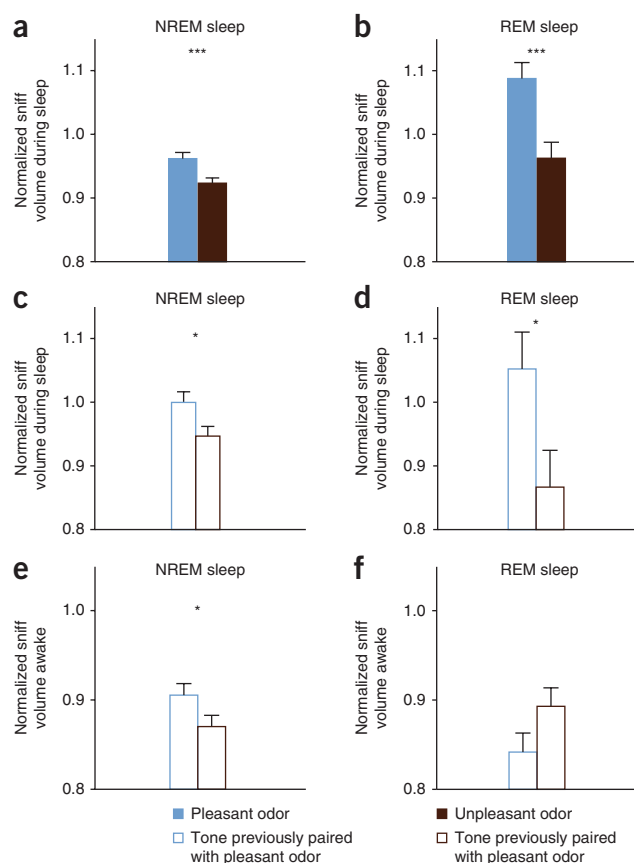 a
NREM sleep
***
Normalized sniff
volume during sleep
1.1
1.0
0.9
0.8
b
REM sleep
***
Normalized sniff
volume during sleep
1.1
1.0
0.9
0.8
c
NREM sleep
*
Normalized sniff
volume during sleep
1.1
1.0
0.9
0.8
d
REM sleep
*
Normalized sniff
volume during sleep
1.1
1.0
0.9
0.8
e
NREM sleep
*
Normalized sniff
volume awake
1.0
0.9
0.8
f
REM sleep
Normalized sniff
volume awake
1.0
0.9
0.8
Pleasant odor
Tone previously paired
with pleasant odor
Unpleasant odor
Tone previously paired
with pleasant odor